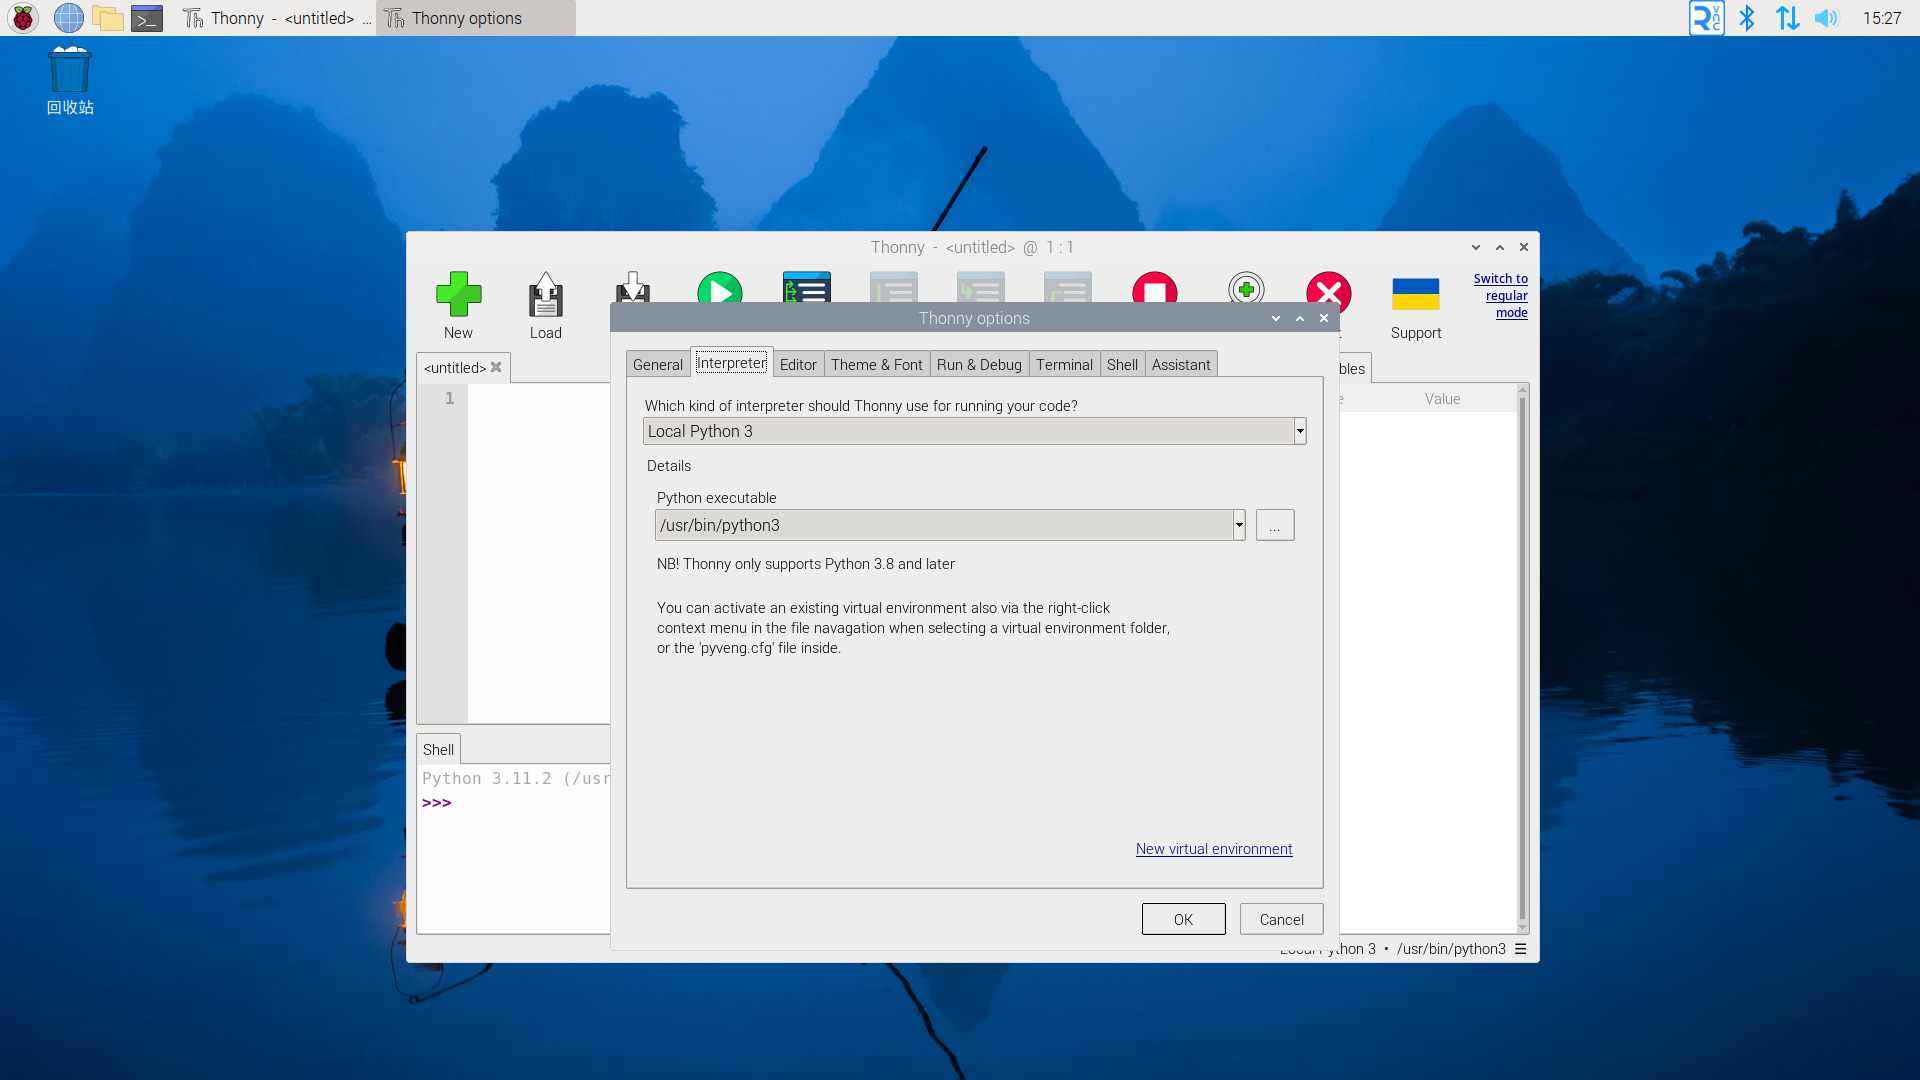 Thonny - <untitled> ...
Thonny options
15:27
回收站
Thonny - <untitled> @ 1 : 1
New
Load
Support
Switch to
regular
mode
Thonny options
<untitled>
General
Interpreter
Editor
Theme & Font
Run & Debug
Terminal
Shell
Assistant
bles
1
Value
Which kind of interpreter should Thonny use for running your code?
Local Python 3
Details
Python executable
/usr/bin/python3
...
NB! Thonny only supports Python 3.8 and later
You can activate an existing virtual environment also via the right-click
context menu in the file navagation when selecting a virtual environment folder,
or the 'pyveng.cfg' file inside.
Shell
Python 3.11.2 (/usr
>>>
New virtual environment
OK
Cancel
Local Python 3 • /usr/bin/python3